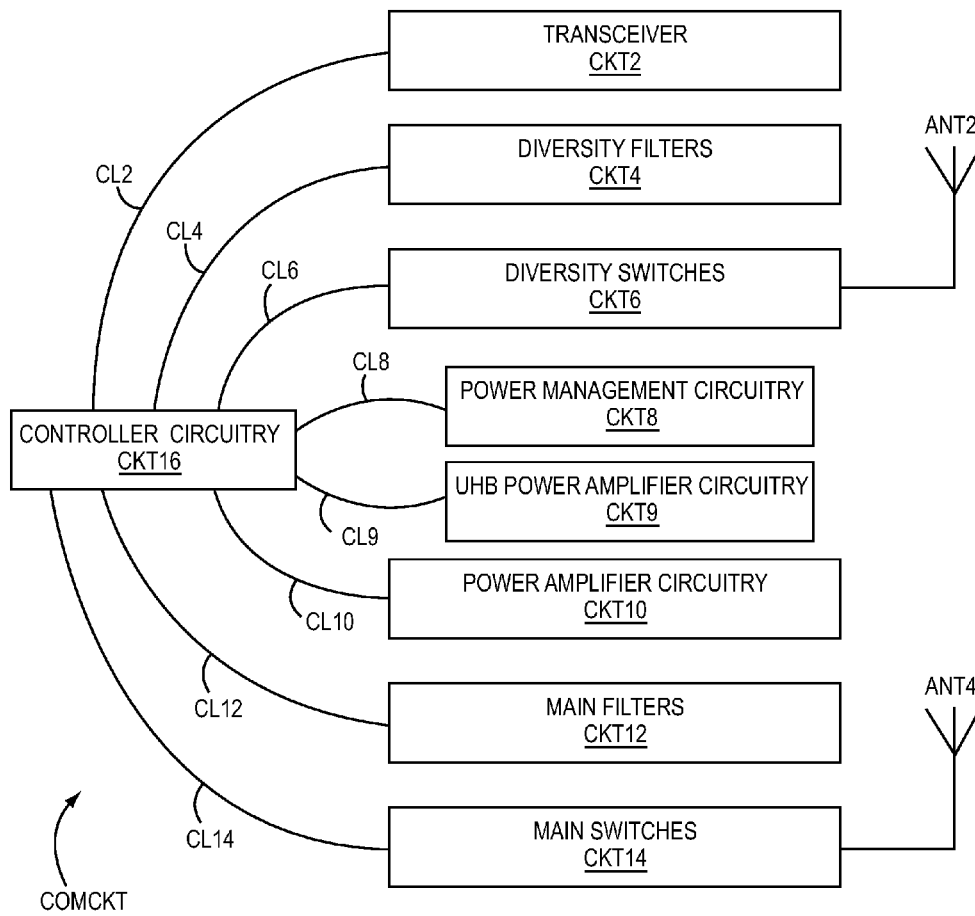 TRANSCEIVER
CKT2
ANT2
DIVERSITY FILTERS
CKT4
CL2
CL4
CL6
DIVERSITY SWITCHES
CKT6
CL8
POWER MANAGEMENT CIRCUITRY
CKT8
CONTROLLER CIRCUITRY
CKT16
UHB POWER AMPLIFIER CIRCUITRY
CKT9
CL9
POWER AMPLIFIER CIRCUITRY
CKT10
CL10
CL12
MAIN FILTERS
CKT12
ANT4
CL14
MAIN SWITCHES
CKT14
COMCKT